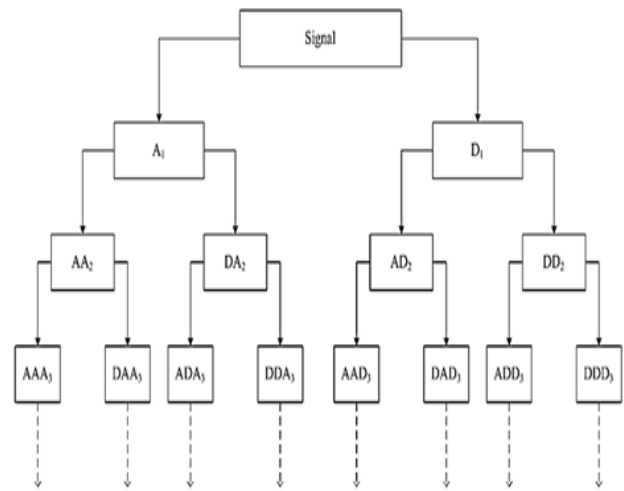 Signal
A₁
D₁
AA₂
DA₂
AD₂
DD₂
AAA₃
DAA₃
ADA₃
DDA₃
AAD₃
DAD₃
ADD₃
DDD₃